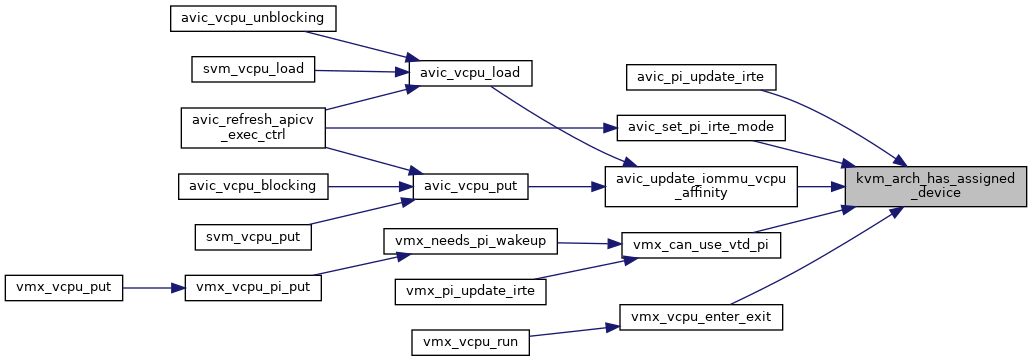 avic_vcpu_unblocking
svm_vcpu_load
avic_vcpu_load
avic_pi_update_irte
avic_refresh_apicv
_exec_ctrl
avic_set_pi_irte_mode
avic_vcpu_blocking
avic_vcpu_put
avic_update_iommu_vcpu
_affinity
kvm_arch_has_assigned
_device
svm_vcpu_put
vmx_needs_pi_wakeup
vmx_can_use_vtd_pi
vmx_vcpu_put
vmx_vcpu_pi_put
vmx_pi_update_irte
vmx_vcpu_enter_exit
vmx_vcpu_run